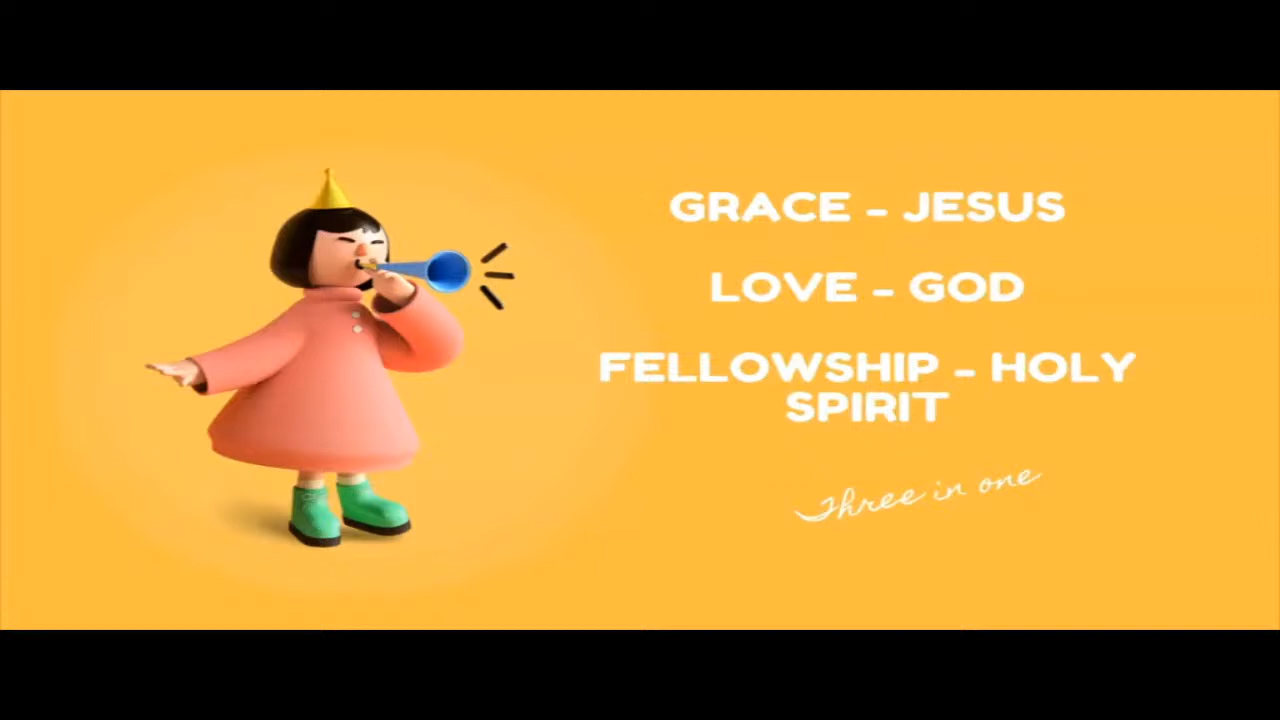 GRACE - JESUS
LOVE - GOD
FELLOWSHIP - HOLY
SPIRIT
Three in one